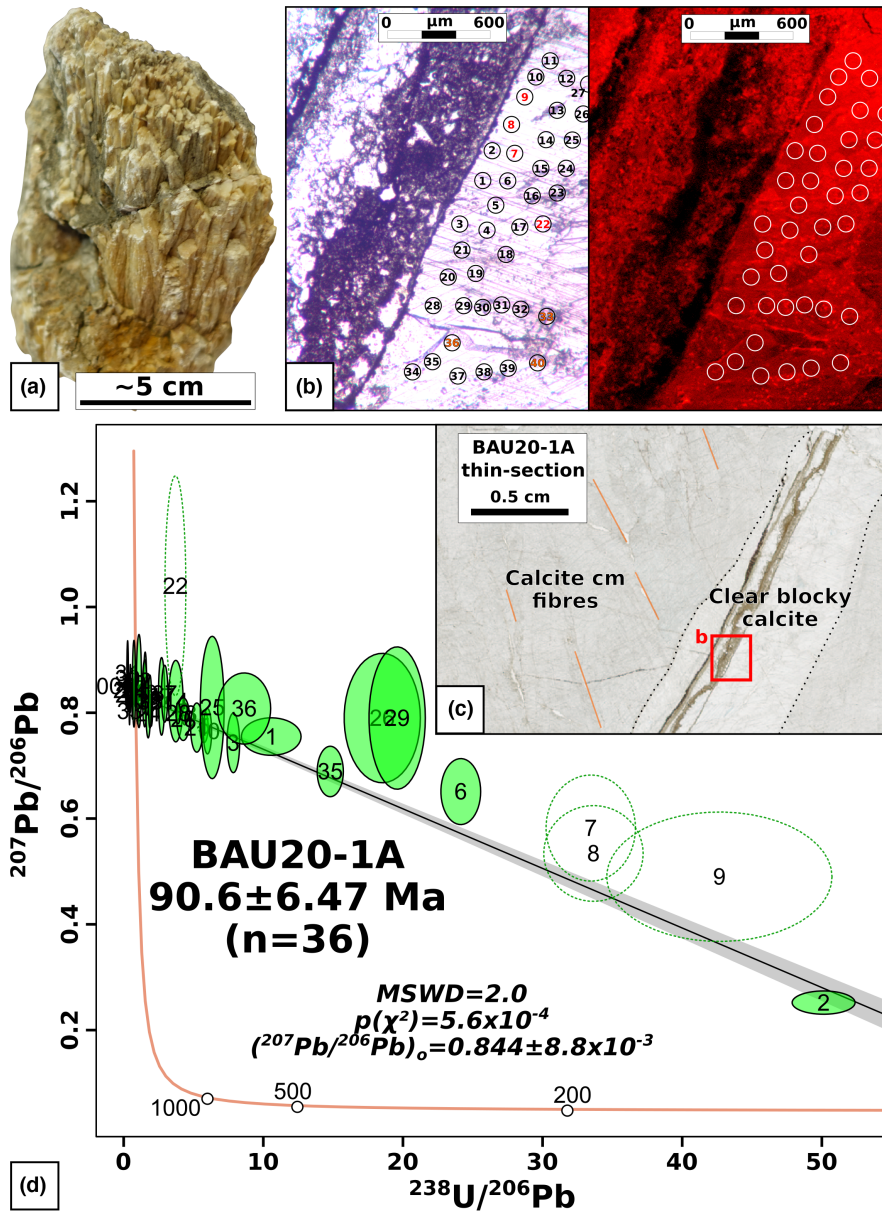 (a)
~5 cm
0 µm 600
0 µm 600
11
10
12
9
27
13
26
8
14
25
2
7
15
24
1
6
16
23
5
3
17
22
4
21
18
20
19
28
29
30
31
32
33
36
35
40
34
37
38
39
(b)
BAU20-1A
thin-section
0.5 cm
Calcite cm
fibres
Clear blocky
calcite
b
(c)
1.2
1.0
0.8
0.6
0.4
0.2
²⁰⁷Pb/²⁰⁶Pb
22
25
36
1
3
35
26
29
6
7
8
9
2
BAU20-1A
90.6±6.47 Ma
(n=36)
MSWD=2.0
p(χ²)=5.6x10⁻⁴
(²⁰⁷Pb/²⁰⁶Pb)ₒ=0.844±8.8x10⁻³
1000
500
200
0 10 20 30 40 50
²³⁸U/²⁰⁶Pb
(d)